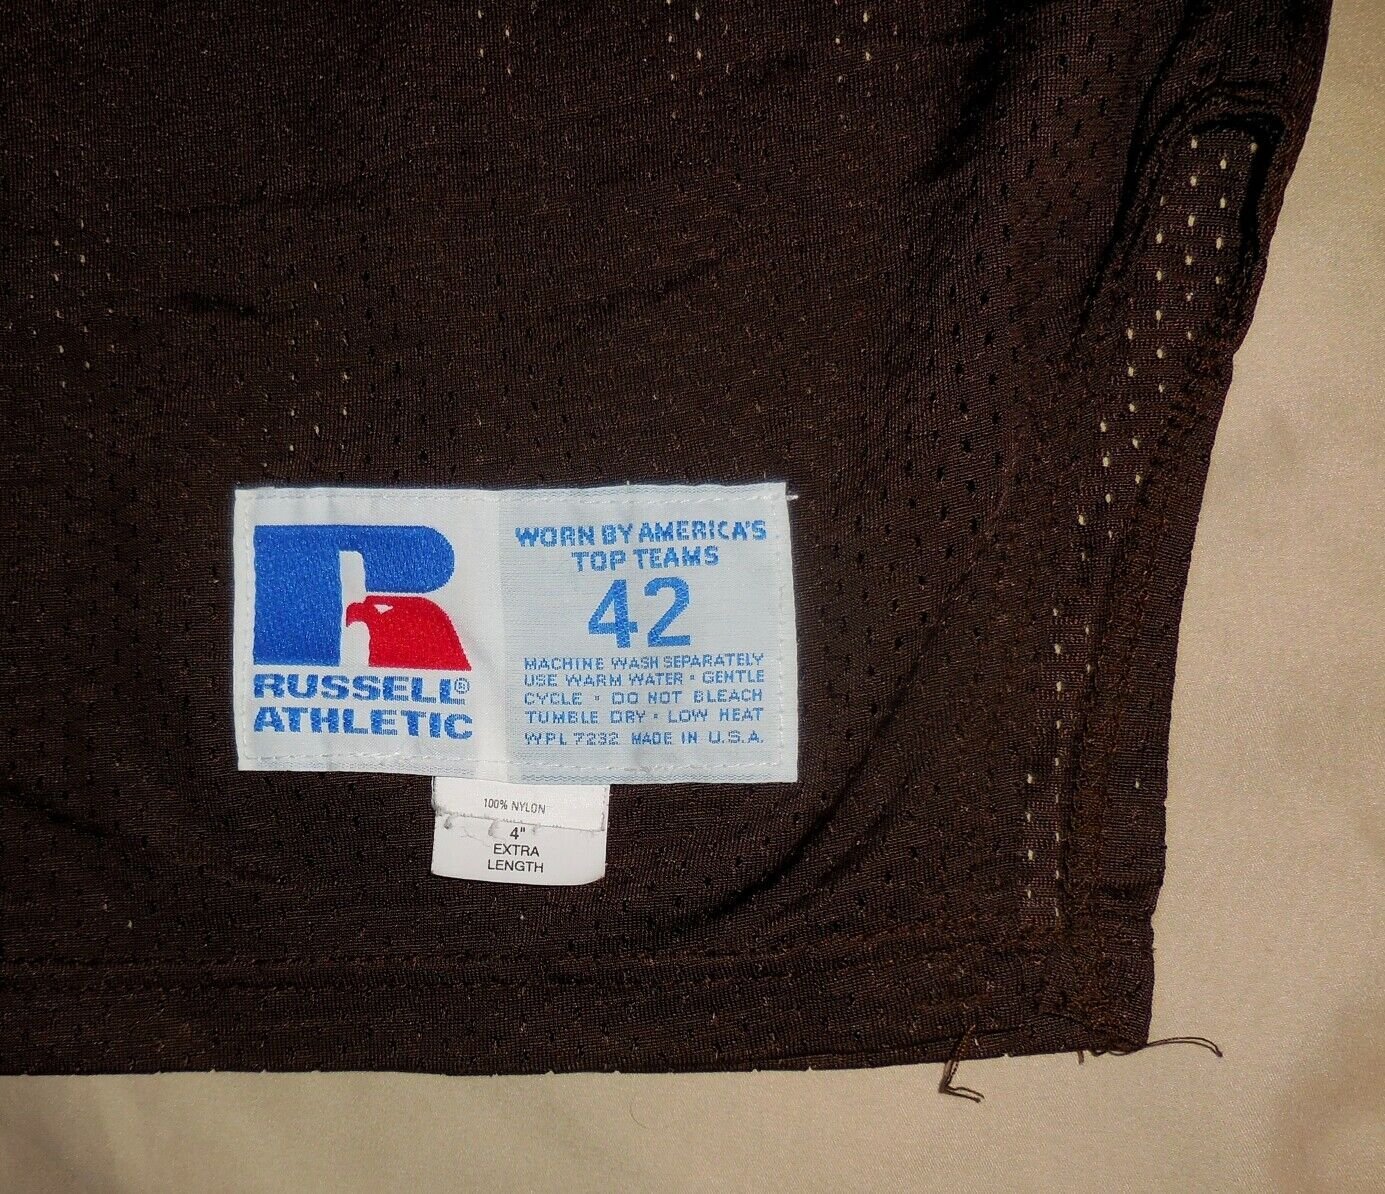 RUSSELL®
ATHLETIC
WORN BY AMERICA'S
TOP TEAMS
42
MACHINE WASH SEPARATELY
USE WARM WATER · GENTLE
CYCLE · DO NOT BLEACH
TUMBLE DRY · LOW HEAT
WPL 7232 MADE IN U.S.A.
100% NYLON
4"
EXTRA
LENGTH